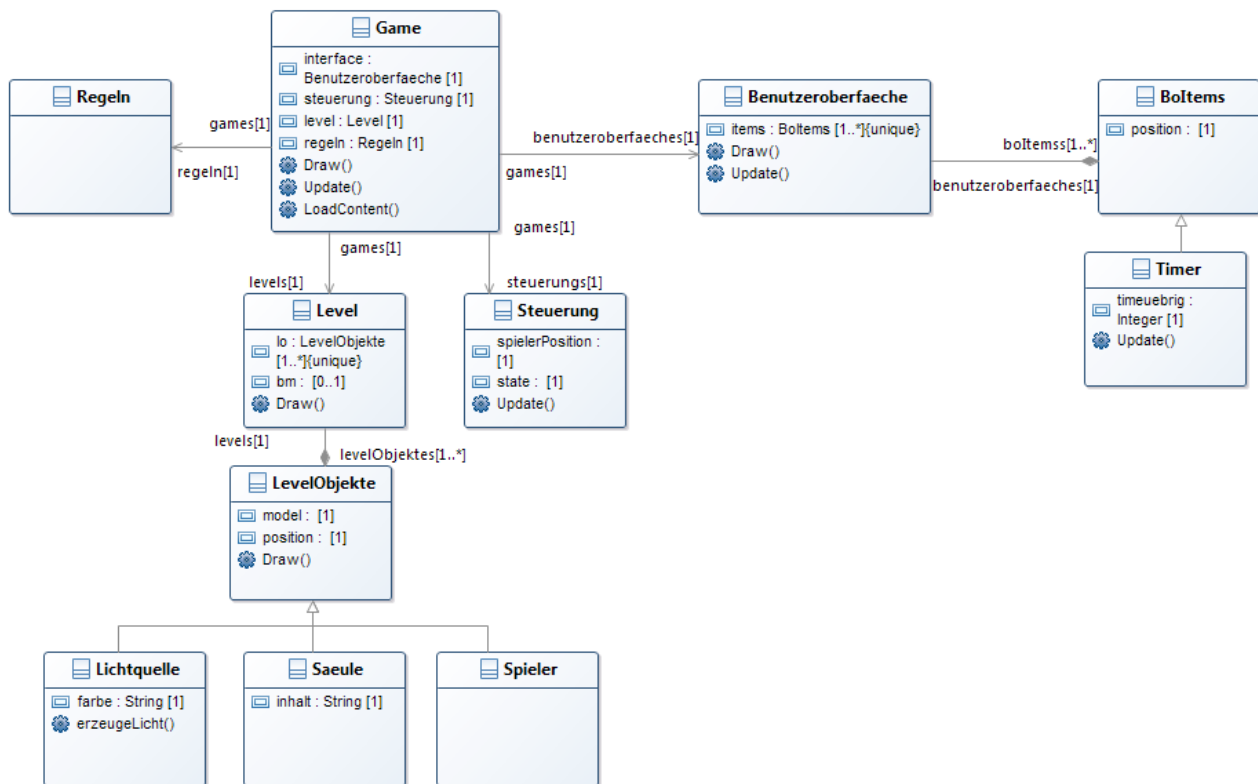 Game
interface :
Benutzeroberfaeche [1]
steuerung : Steuerung [1]
level : Level [1]
regeln : Regeln [1]
Draw()
Update()
LoadContent()
Regeln
games[1]
regeln[1]
benutzeroberfaeches[1]
games[1]
Benutzeroberfaeche
items : BoItems [1..*]{unique}
Draw()
Update()
boItemss[1..*]
benutzeroberfaeches[1]
BoItems
position : [1]
games[1]
levels[1]
games[1]
steuerungs[1]
Level
lo : LevelObjekte
[1..*]{unique}
bm : [0..1]
Draw()
Steuerung
spielerPosition :
[1]
state : [1]
Update()
Timer
timeuebrig :
Integer [1]
Update()
levels[1]
levelObjektes[1..*]
LevelObjekte
model : [1]
position : [1]
Draw()
Lichtquelle
farbe : String [1]
erzeugeLicht()
Saeule
inhalt : String [1]
Spieler